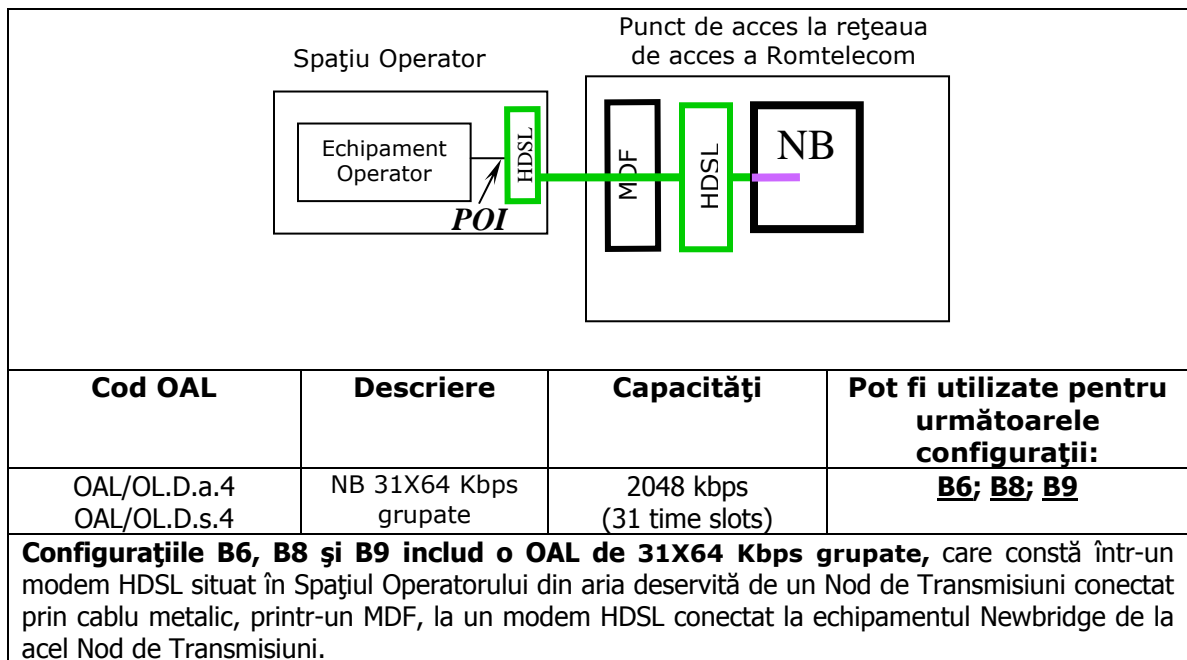 Punct de acces la reţeaua
de acces a Romtelecom
Spaţiu Operator
Echipament
Operator
HDSL
POI
MDF
HDSL
NB
Cod OAL
Descriere
Capacităţi
Pot fi utilizate pentru
următoarele
configuraţii:
OAL/OL.D.a.4
OAL/OL.D.s.4
NB 31X64 Kbps
grupate
2048 kbps
(31 time slots)
B6; B8; B9
Configuraţiile B6, B8 şi B9 includ o OAL de 31X64 Kbps grupate, care constă într-un
modem HDSL situat în Spaţiul Operatorului din aria deservită de un Nod de Transmisiuni conectat
prin cablu metalic, printr-un MDF, la un modem HDSL conectat la echipamentul Newbridge de la
acel Nod de Transmisiuni.